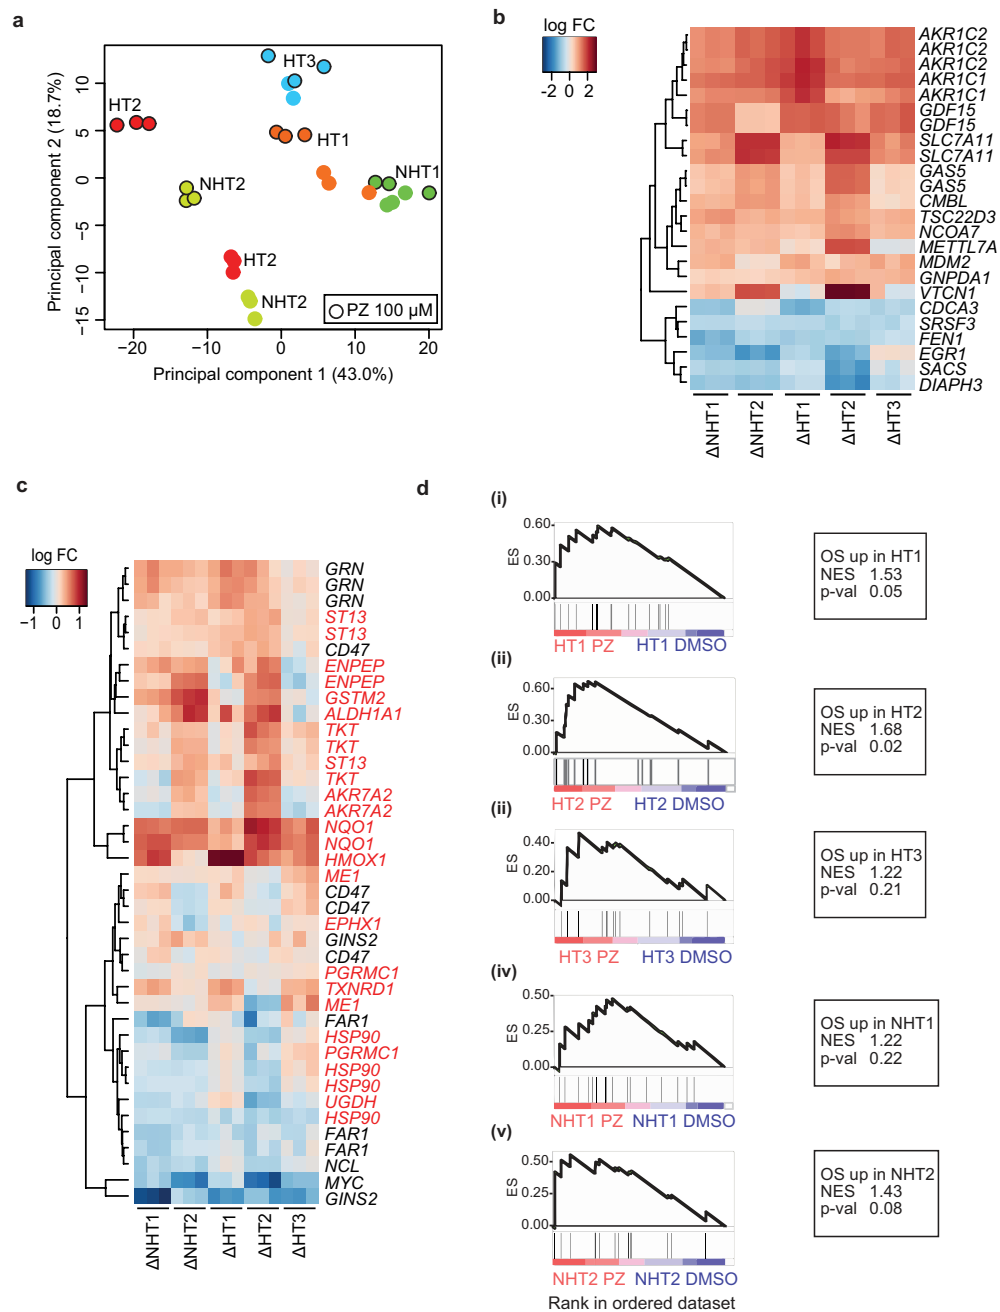 a
HT3
HT2
HT1
NHT1
NHT2
HT2
NHT2
PZ 100 µM
10
5
0
−5
−10
−15
Principal component 2 (18.7%)
−20
−10
0
10
20
Principal component 1 (43.0%)
b
log FC
-2 0 2
AKR1C2
AKR1C2
AKR1C2
AKR1C1
AKR1C1
GDF15
GDF15
SLC7A11
SLC7A11
GAS5
GAS5
CMBL
TSC22D3
NCOA7
METTL7A
MDM2
GNPDA1
VTCN1
CDCA3
SRSF3
FEN1
EGR1
SACS
DIAPH3
ΔNHT1
ΔNHT2
ΔHT1
ΔHT2
ΔHT3
c
log FC
−1 1
GRN
GRN
GRN
ST13
ST13
CD47
ENPEP
ENPEP
GSTM2
ALDH1A1
TKT
TKT
ST13
TKT
AKR7A2
AKR7A2
NQO1
NQO1
HMOX1
ME1
CD47
CD47
EPHX1
GINS2
CD47
PGRMC1
TXNRD1
ME1
FAR1
HSP90
PGRMC1
HSP90
HSP90
UGDH
HSP90
FAR1
FAR1
NCL
MYC
GINS2
ΔNHT1
ΔNHT2
ΔHT1
ΔHT2
ΔHT3
d
(i)
0.60
0.30
0.00
ES
HT1 PZ HT1 DMSO
OS up in HT1
NES 1.53
p-val 0.05
(ii)
0.60
0.30
0.00
ES
HT2 PZ HT2 DMSO
OS up in HT2
NES 1.68
p-val 0.02
(ii)
0.40
0.20
0.00
ES
HT3 PZ HT3 DMSO
OS up in HT3
NES 1.22
p-val 0.21
(iv)
0.50
0.25
0.00
ES
NHT1 PZ NHT1 DMSO
OS up in NHT1
NES 1.22
p-val 0.22
(v)
0.50
0.25
0.00
ES
NHT2 PZ NHT2 DMSO
OS up in NHT2
NES 1.43
p-val 0.08
Rank in ordered dataset